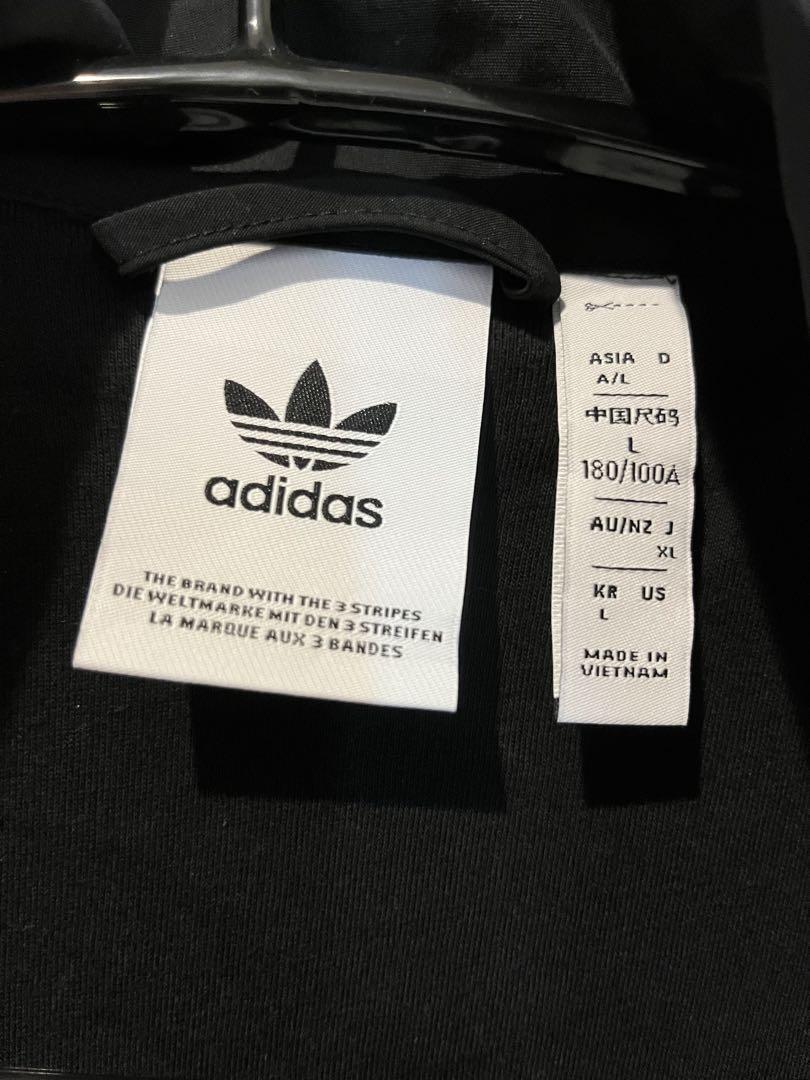 adidas
THE BRAND WITH THE 3 STRIPES
DIE WELTMARKE MIT DEN 3 STREIFEN
LA MARQUE AUX 3 BANDES
ASIA D
A/L
中国尺码
L
180/100A
AU/NZ J
XL
KR US
L
MADE IN
VIETNAM